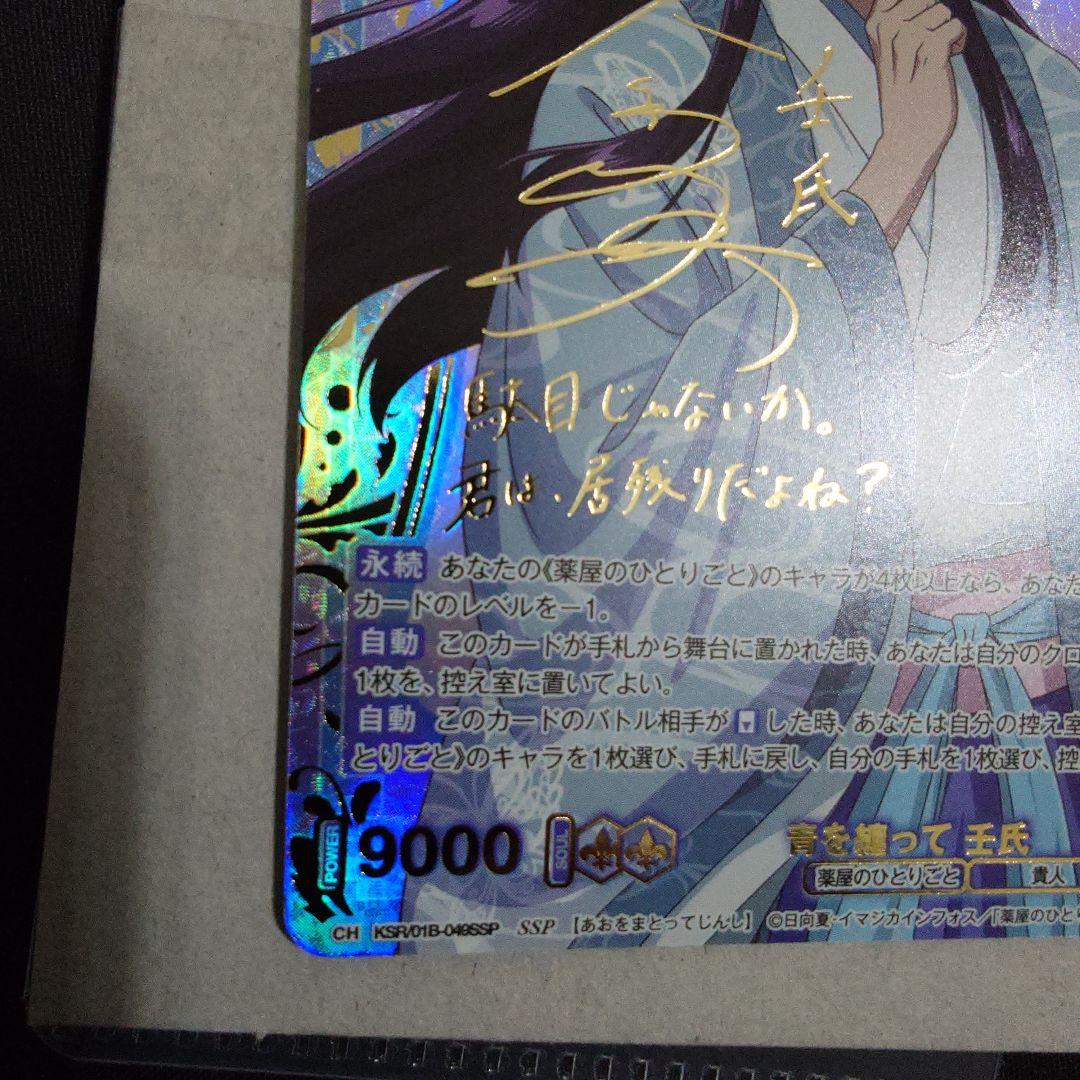 壬氏
駄目じゃないか。
君は、居残りだよね？
永続 あなたの《薬屋のひとりごと》のキャラが4枚以上なら、あなた
カードのレベルを－1。
自動 このカードが手札から舞台に置かれた時、あなたは自分のクロ
1枚を、控え室に置いてよい。
自動 このカードのバトル相手が した時、あなたは自分の控え室
とりごと》のキャラを1枚選び、手札に戻し、自分の手札を1枚選び、控
POWER 9000 SOUL 青を纏って 壬氏
薬屋のひとりごと 貴人
CH KSR/01B-049SSP SSP 【あおをまとってじんし】 ©日向夏・イマジカインフォス／「薬屋のひとり